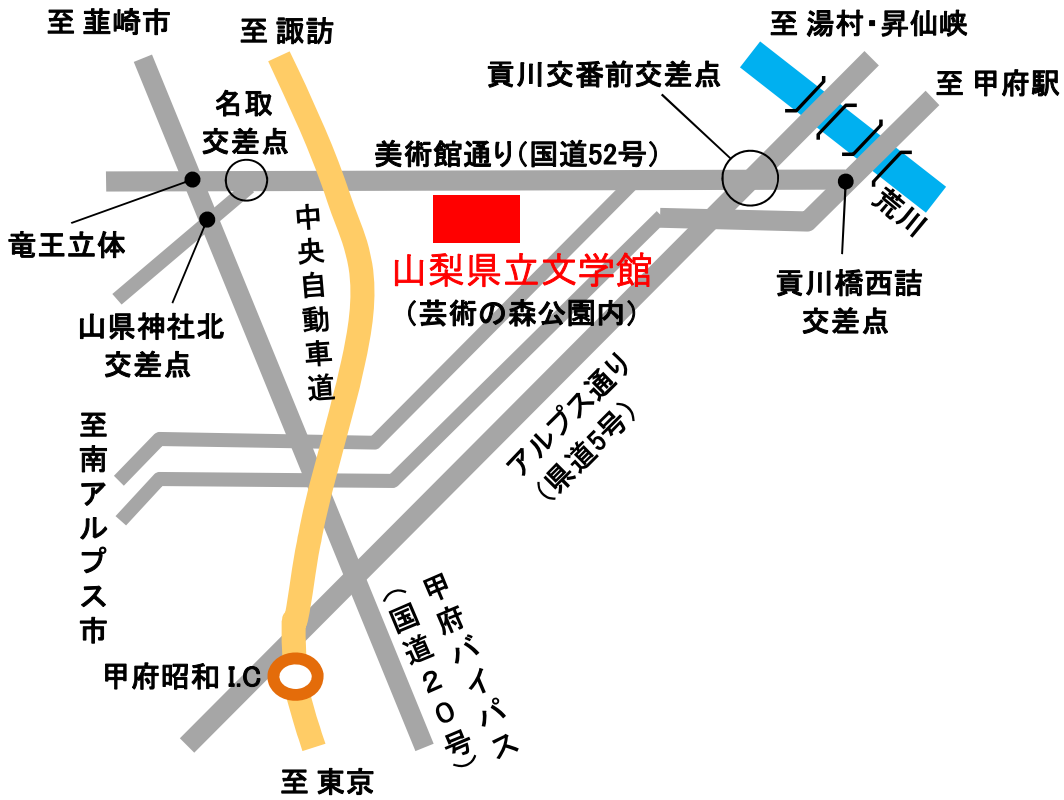 至 韮崎市
至 諏訪
至 湯村・昇仙峡
貢川交番前交差点
至 甲府駅
名取
交差点
美術館通り(国道52号)
荒川
竜王立体
中央自動車道
山梨県立文学館
(芸術の森公園内)
貢川橋西詰
交差点
山県神社北
交差点
アルプス通り
(県道5号)
至南アルプス市
甲府バイパス
(国道20号)
甲府昭和 I.C
至 東京